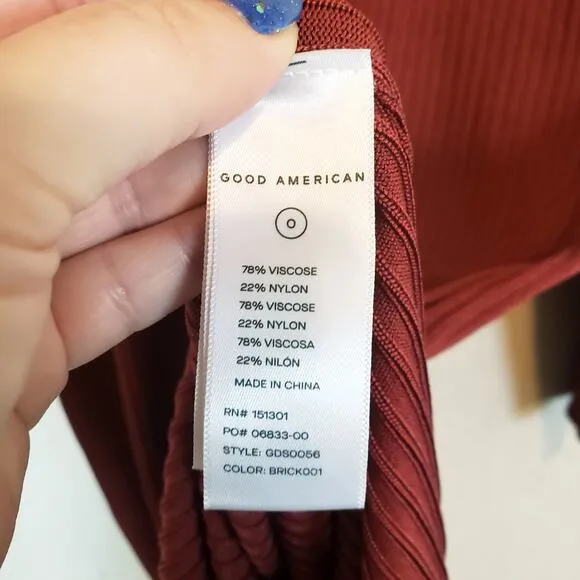 GOOD AMERICAN
0
78% VISCOSE
22% NYLON
78% VISCOSE
22% NYLON
78% VISCOSA
22% NILÓN
MADE IN CHINA
RN# 151301
PO# 06833-00
STYLE: GDS0056
COLOR: BRICK001